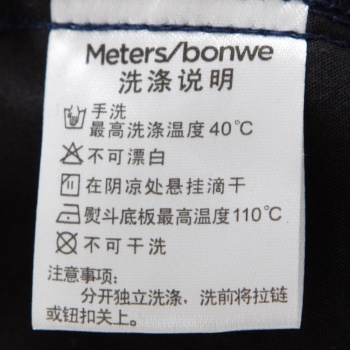 Meters/bonwe
洗涤说明
手洗
最高洗涤温度40℃
不可漂白
在阴凉处悬挂滴干
熨斗底板最高温度110℃
不可干洗
注意事项:
分开独立洗涤，洗前将拉链
或钮扣关上。